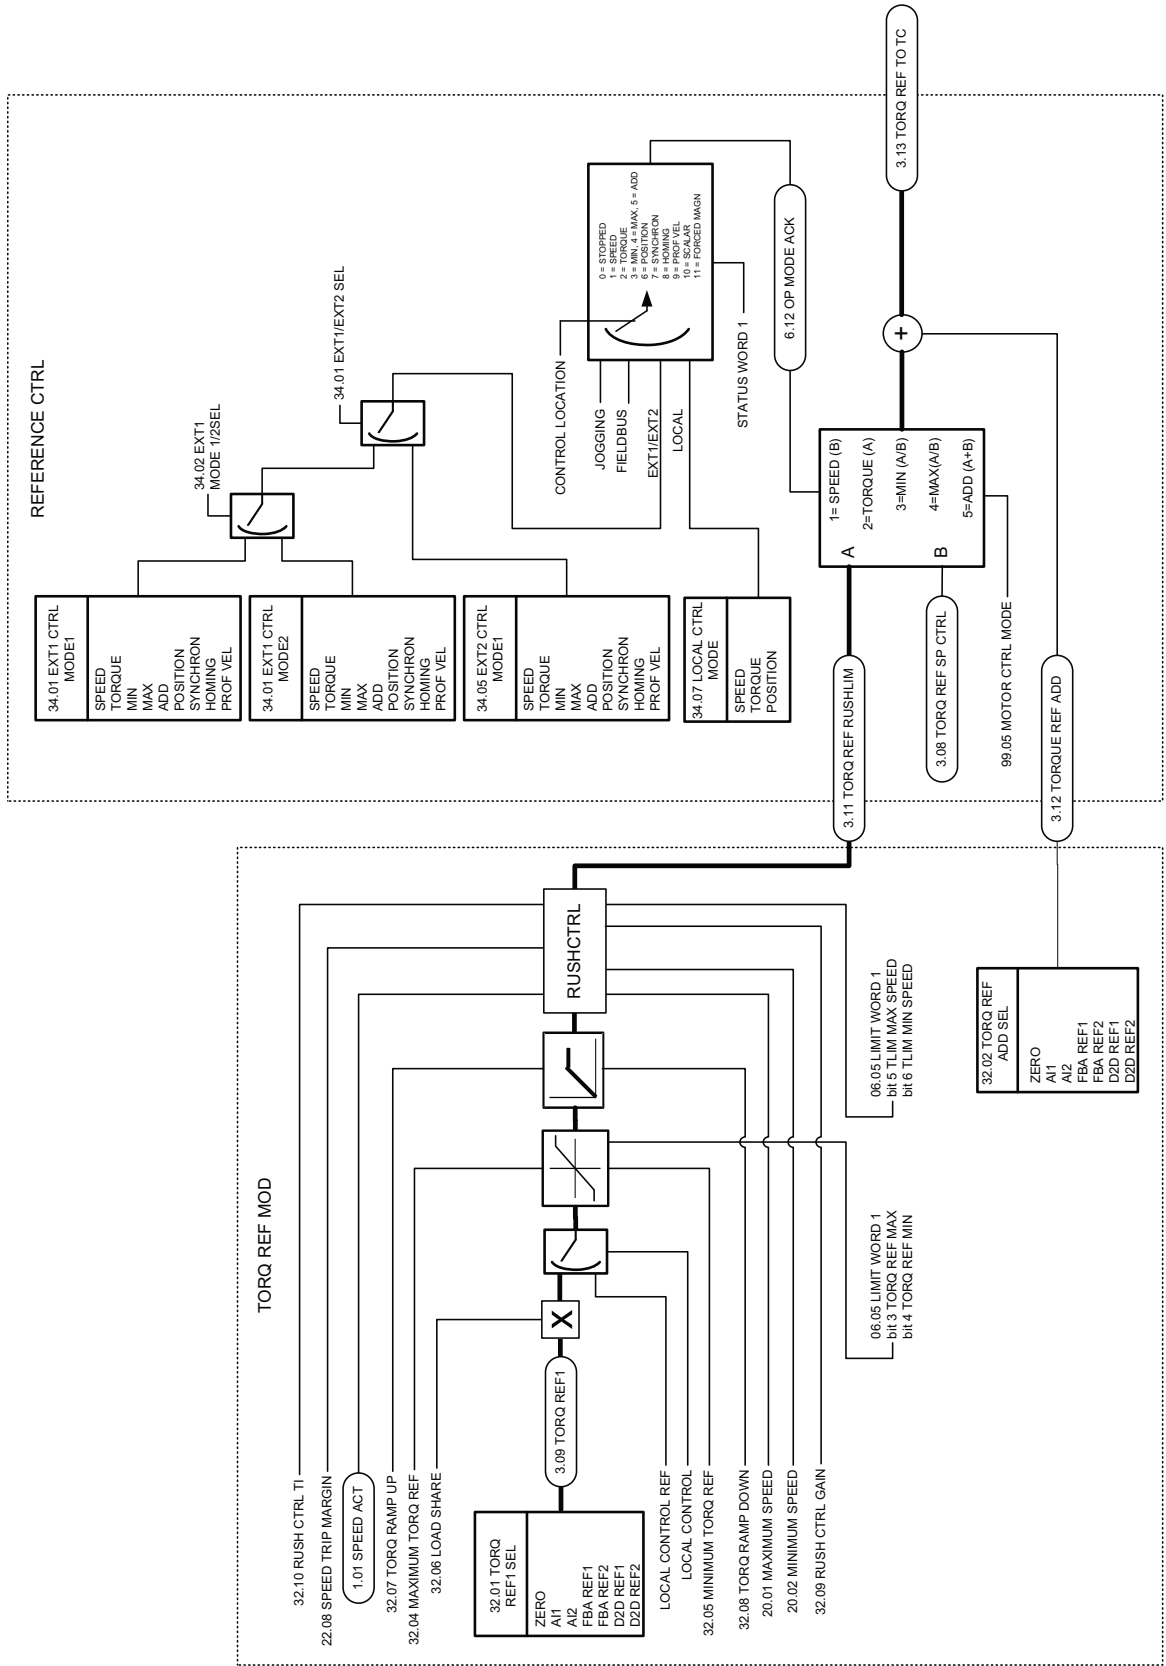 TORQ REF MOD
32.10 RUSH CTRL TI
22.08 SPEED TRIP MARGIN
1.01 SPEED ACT
32.07 TORQ RAMP UP
32.04 MAXIMUM TORQ REF
32.06 LOAD SHARE
32.01 TORQ
REF1 SEL
ZERO
AI1
AI2
FBA REF1
FBA REF2
D2D REF1
D2D REF2
3.09 TORQ REF1
X
RUSHCTRL
LOCAL CONTROL REF
LOCAL CONTROL
32.05 MINIMUM TORQ REF
32.08 TORQ RAMP DOWN
20.01 MAXIMUM SPEED
20.02 MINIMUM SPEED
32.09 RUSH CTRL GAIN
06.05 LIMIT WORD 1
bit 3 TORQ REF MAX
bit 4 TORQ REF MIN
06.05 LIMIT WORD 1
bit 5 TLIM MAX SPEED
bit 6 TLIM MIN SPEED
32.02 TORQ REF
ADD SEL
ZERO
AI1
AI2
FBA REF1
FBA REF2
D2D REF1
D2D REF2
REFERENCE CTRL
34.01 EXT1 CTRL
MODE1
SPEED
TORQUE
MIN
MAX
ADD
POSITION
SYNCHRON
HOMING
PROF VEL
34.01 EXT1 CTRL
MODE2
SPEED
TORQUE
MIN
MAX
ADD
POSITION
SYNCHRON
HOMING
PROF VEL
34.05 EXT2 CTRL
MODE1
SPEED
TORQUE
MIN
MAX
ADD
POSITION
SYNCHRON
HOMING
PROF VEL
34.07 LOCAL CTRL
MODE
SPEED
TORQUE
POSITION
34.02 EXT1
MODE 1/2SEL
34.01 EXT1/EXT2 SEL
CONTROL LOCATION
JOGGING
FIELDBUS
EXT1/EXT2
LOCAL
0 = STOPPED
1 = SPEED
2 = TORQUE
3 = MIN, 4 = MAX, 5 = ADD
6 = POSITION
7 = SYNCHRON
8 = HOMING
9 = PROF VEL
10 = SCALAR
11 = FORCED MAGN
STATUS WORD 1
6.12 OP MODE ACK
3.11 TORQ REF RUSHLIM
3.08 TORQ REF SP CTRL
99.05 MOTOR CTRL MODE
3.12 TORQUE REF ADD
A
B
1= SPEED (B)
2=TORQUE (A)
3=MIN (A/B)
4=MAX(A/B)
5=ADD (A+B)
+
3.13 TORQ REF TO TC